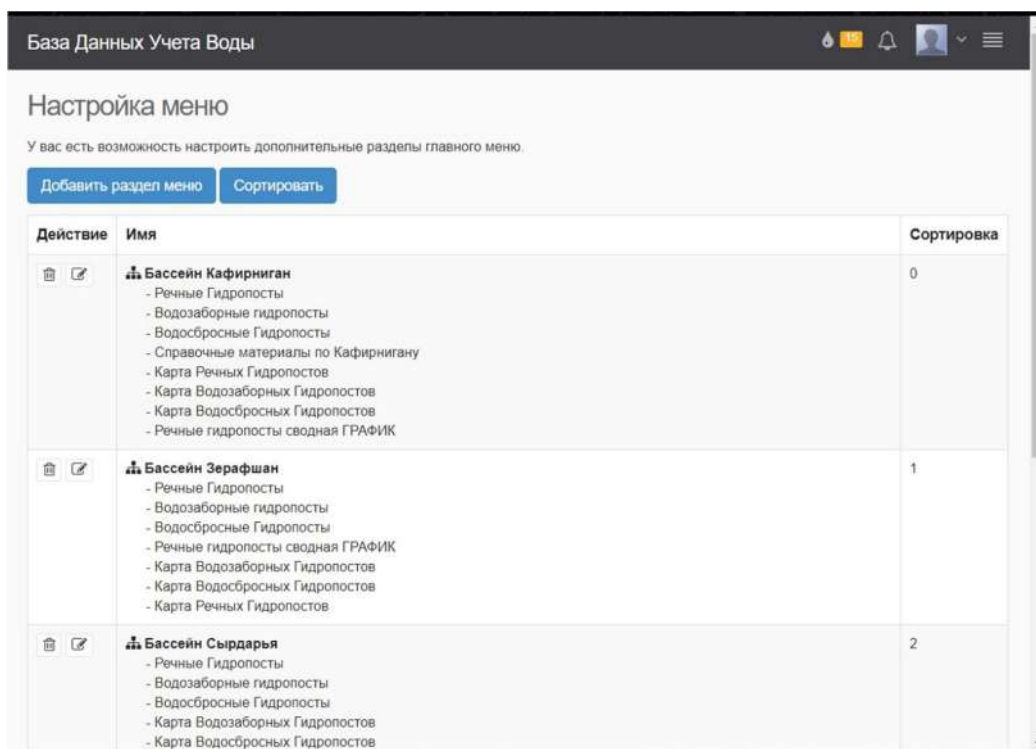 База Данных Учета Воды
15
Настройка меню
У вас есть возможность настроить дополнительные разделы главного меню.
Добавить раздел меню Сортировать
Действие Имя Сортировка
Бассейн Кафирниган 0
- Речные Гидропосты
- Водозаборные гидропосты
- Водосбросные Гидропосты
- Справочные материалы по Кафирнигану
- Карта Речных Гидропостов
- Карта Водозаборных Гидропостов
- Карта Водосбросных Гидропостов
- Речные гидропосты сводная ГРАФИК
Бассейн Зерафшан 1
- Речные Гидропосты
- Водозаборные гидропосты
- Водосбросные Гидропосты
- Речные гидропосты сводная ГРАФИК
- Карта Водозаборных Гидропостов
- Карта Водосбросных Гидропостов
- Карта Речных Гидропостов
Бассейн Сырдарья 2
- Речные Гидропосты
- Водозаборные гидропосты
- Водосбросные Гидропосты
- Карта Водозаборных Гидропостов
- Карта Водосбросных Гидропостов